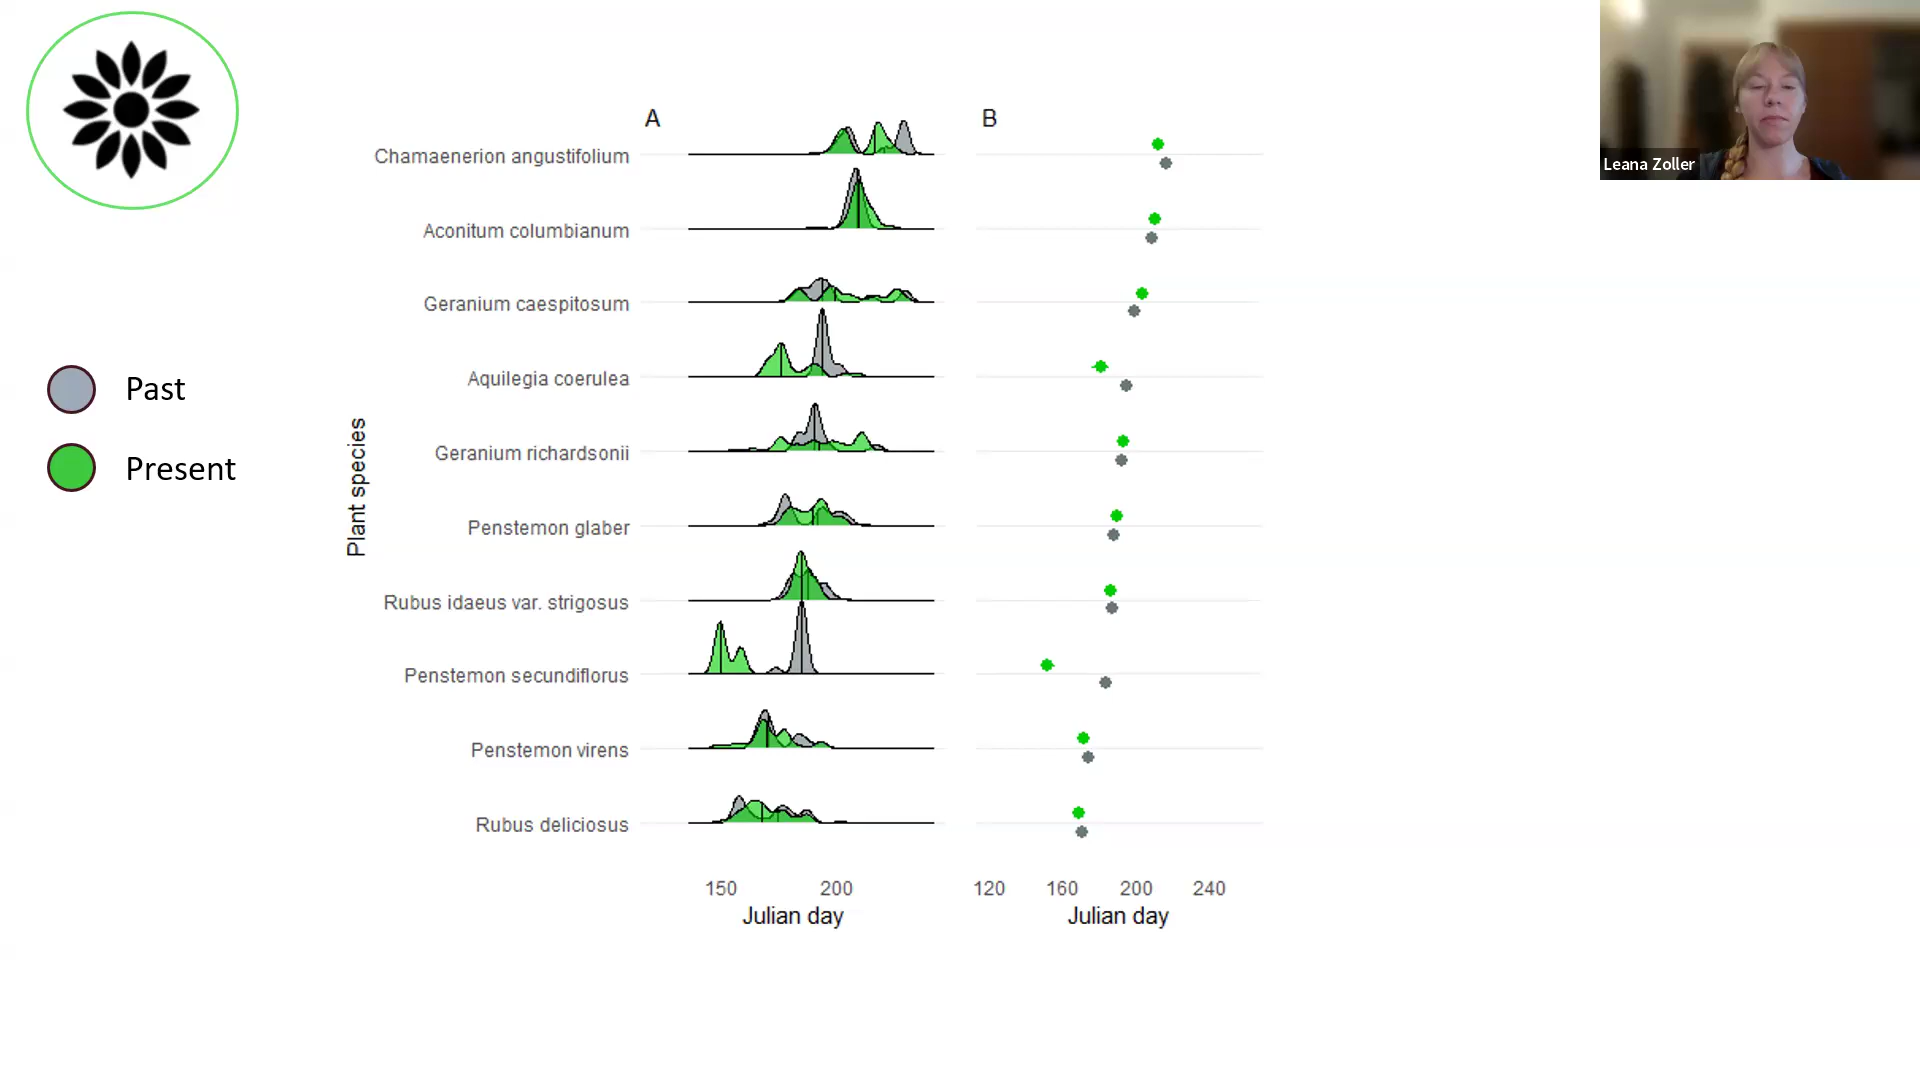 A
B
Chamaenerion angustifolium
Leana Zoller
Aconitum columbianum
Geranium caespitosum
Aquilegia coerulea
Past
Geranium richardsonii
Present
Plant species
Penstemon glaber
Rubus idaeus var. strigosus
Penstemon secundiflorus
Penstemon virens
Rubus deliciosus
150 200
120 160 200 240
Julian day
Julian day